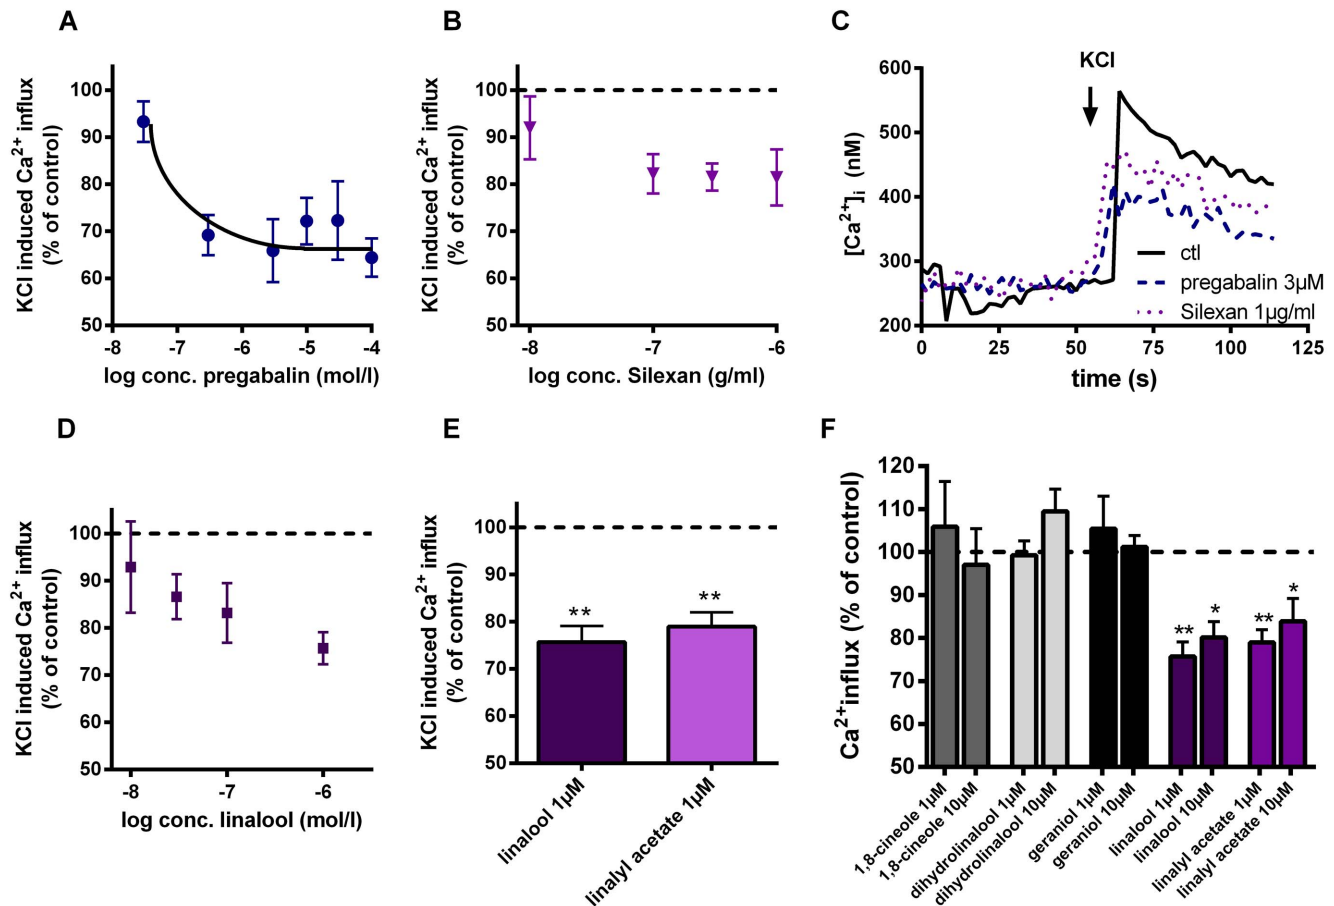 A
KCl induced Ca2+ influx
(% of control)
100
90
80
70
60
50
-8
-7
-6
-5
-4
log conc. pregabalin (mol/l)
B
KCl induced Ca2+ influx
(% of control)
100
90
80
70
60
50
-8
-7
-6
log conc. Silexan (g/ml)
C
[Ca2+]i (nM)
600
500
400
300
200
KCl
ctl
pregabalin 3µM
Silexan 1µg/ml
0
25
50
75
100
125
time (s)
D
KCl induced Ca2+ influx
(% of control)
100
90
80
70
60
50
-8
-7
-6
log conc. linalool (mol/l)
E
KCl induced Ca2+ influx
(% of control)
100
90
80
70
60
50
**
**
linalool 1µM
linalyl acetate 1µM
F
Ca2+influx (% of control)
120
110
100
90
80
70
60
50
**
*
**
*
1,8-cineole 1µM
1,8-cineole 10µM
dihydrolinalool 1µM
dihydrolinalool 10µM
geraniol 1µM
geraniol 10µM
linalool 1µM
linalool 10µM
linalyl acetate 1µM
linalyl acetate 10µM